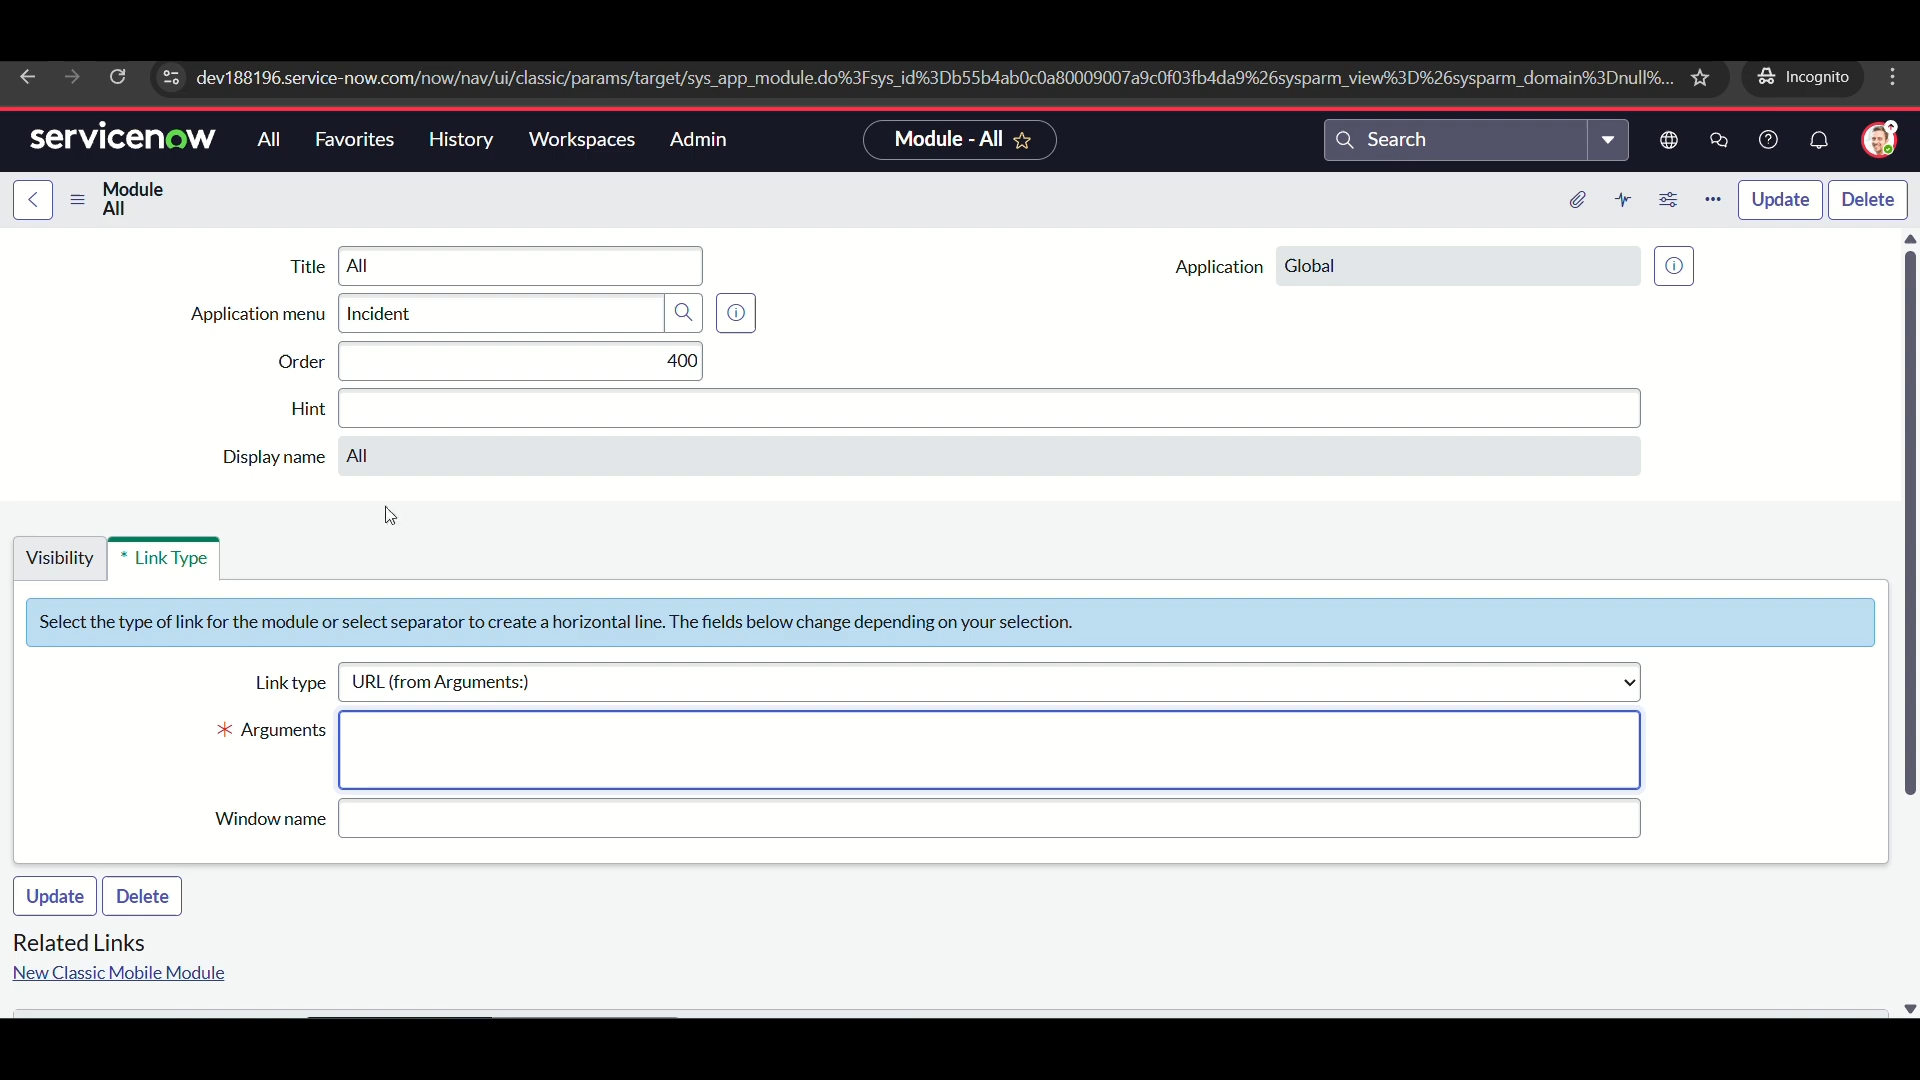 dev188196.service-now.com/now/nav/ui/classic/params/target/sys_app_module.do%3Fsys_id%3Db55b4ab0c0a80009007a9c0f03fb4da9%26sysparm_view%3D%26sysparm_domain%3Dnull%... Incognito
servicenow All Favorites History Workspaces Admin Module - All Search
Module
All
Update Delete
Title All Application Global
Application menu Incident
Order 400
Hint
Display name All
Visibility * Link Type
Select the type of link for the module or select separator to create a horizontal line. The fields below change depending on your selection.
Link type URL (from Arguments:)
* Arguments
Window name
Update Delete
Related Links
New Classic Mobile Module